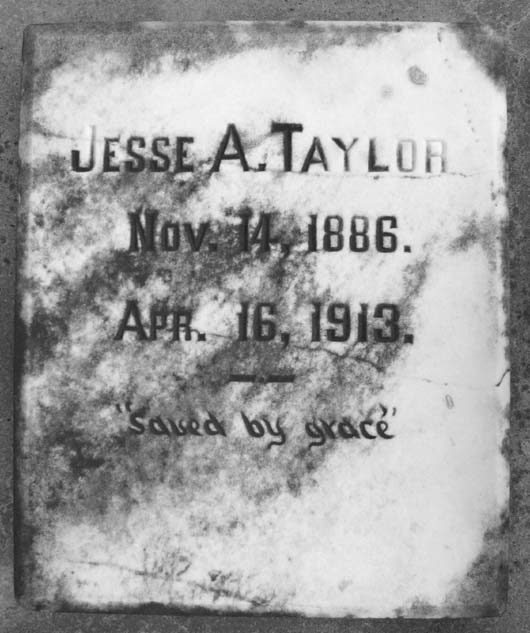 JESSE A. TAYLOR
NOV. 14, 1886.
APR. 16, 1913.
"saved by grace"